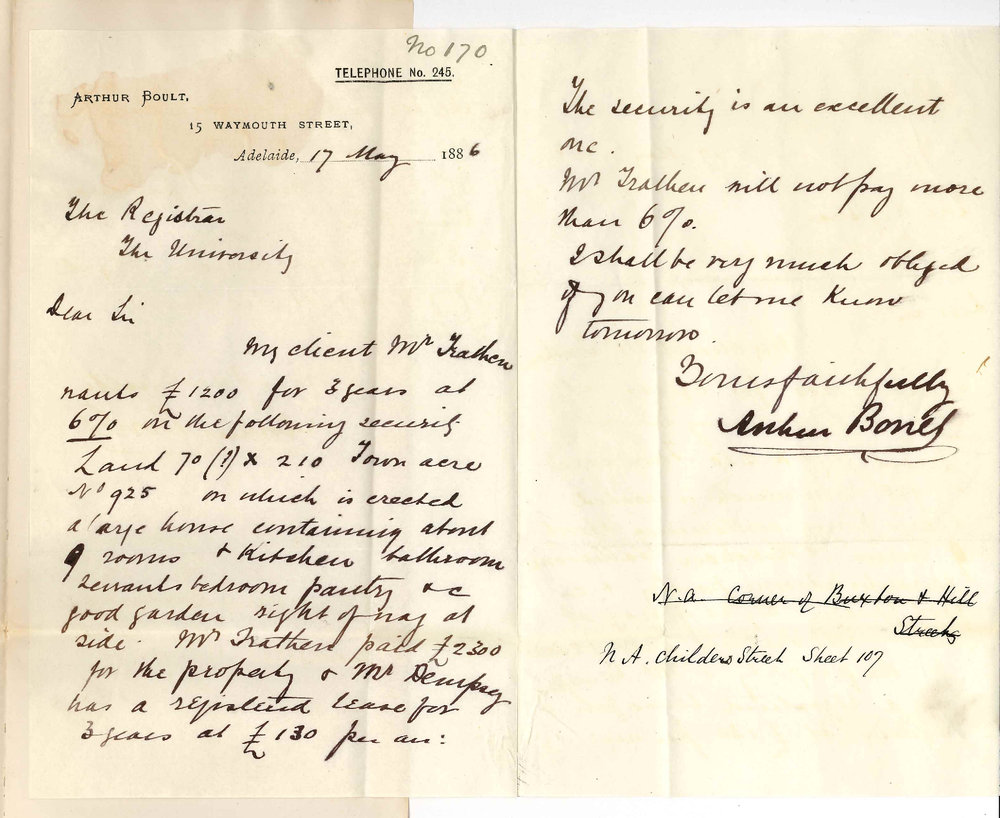 No 170
TELEPHONE No. 245.
ARTHUR BOULT,
15 WAYMOUTH STREET,
Adelaide, 17 May 1886
The Registrar
The University
Dear Sir
My client Mr Trathen
wants £1200 for 3 years at
6% on the following security
Land 70 (?) x 210 Town acre
No 925 on which is erected
a large house containing about
9 rooms & Kitchen bathroom
servants bedroom pantry &c
good garden right of way at
side. Mr Trathen paid £2300
for the property & Mr Dempsey
has a registered lease for
3 years at £130 per an:
The security is an excellent
one.
Mr Trathen will not pay more
than 6%.
I shall be very much obliged
if you can let me know
tomorrow.
Yours faithfully
Arthur Boult
N.A. Corner of Buxton & Hill
Streets
N A. Childers Street Sheet 107